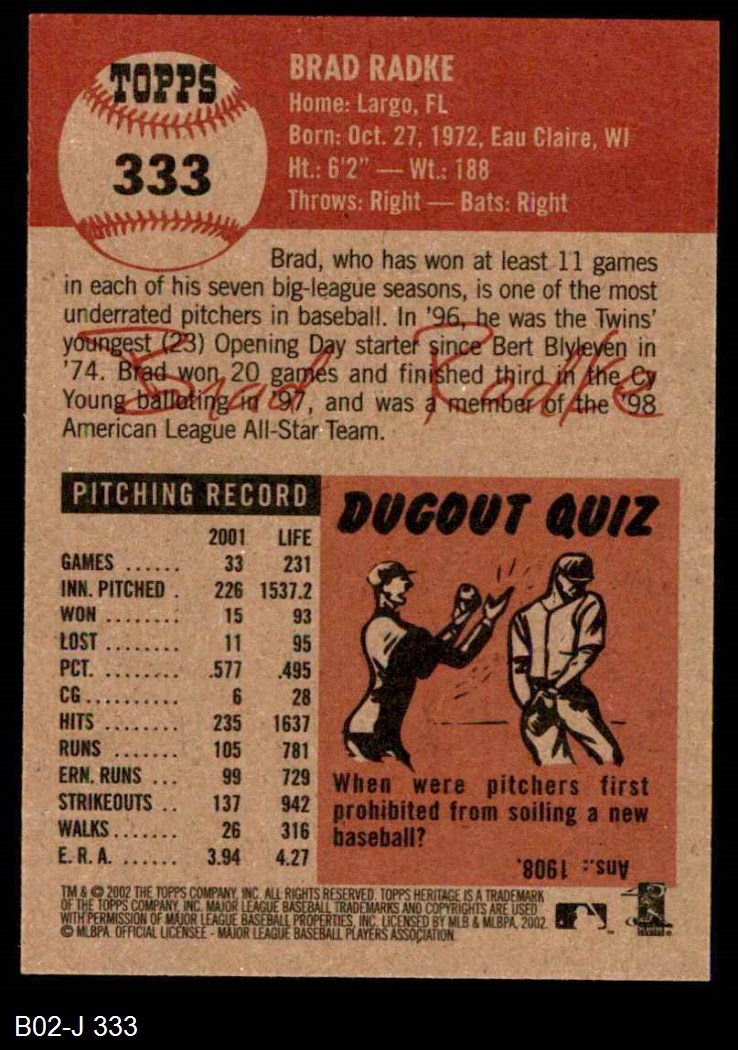 TOPPS
333
BRAD RADKE
Home: Largo, FL
Born: Oct. 27, 1972, Eau Claire, WI
Ht.: 6'2" — Wt.: 188
Throws: Right — Bats: Right
Brad, who has won at least 11 games
in each of his seven big-league seasons, is one of the most
underrated pitchers in baseball. In '96, he was the Twins'
youngest (23) Opening Day starter since Bert Blyleven in
'74. Brad won 20 games and finished third in the Cy
Young balloting in '97, and was a member of the '98
American League All-Star Team.
Brad Radke
PITCHING RECORD
2001 LIFE
GAMES ...... 33 231
INN. PITCHED . 226 1537.2
WON ........ 15 93
LOST ........ 11 95
PCT. ........ .577 .495
CG .......... 6 28
HITS ........ 235 1637
RUNS ....... 105 781
ERN. RUNS ... 99 729
STRIKEOUTS .. 137 942
WALKS ....... 26 316
E. R. A. ...... 3.94 4.27
DUGOUT QUIZ
When were pitchers first
prohibited from soiling a new
baseball?
Ans.: 1908.
TM & © 2002 THE TOPPS COMPANY, INC. ALL RIGHTS RESERVED. TOPPS HERITAGE IS A TRADEMARK
OF THE TOPPS COMPANY, INC. MAJOR LEAGUE BASEBALL TRADEMARKS AND COPYRIGHTS ARE USED
WITH PERMISSION OF MAJOR LEAGUE BASEBALL PROPERTIES, INC. LICENSED BY MLB & MLBPA, 2002.
© MLBPA. OFFICIAL LICENSEE - MAJOR LEAGUE BASEBALL PLAYERS ASSOCIATION.
B02-J 333